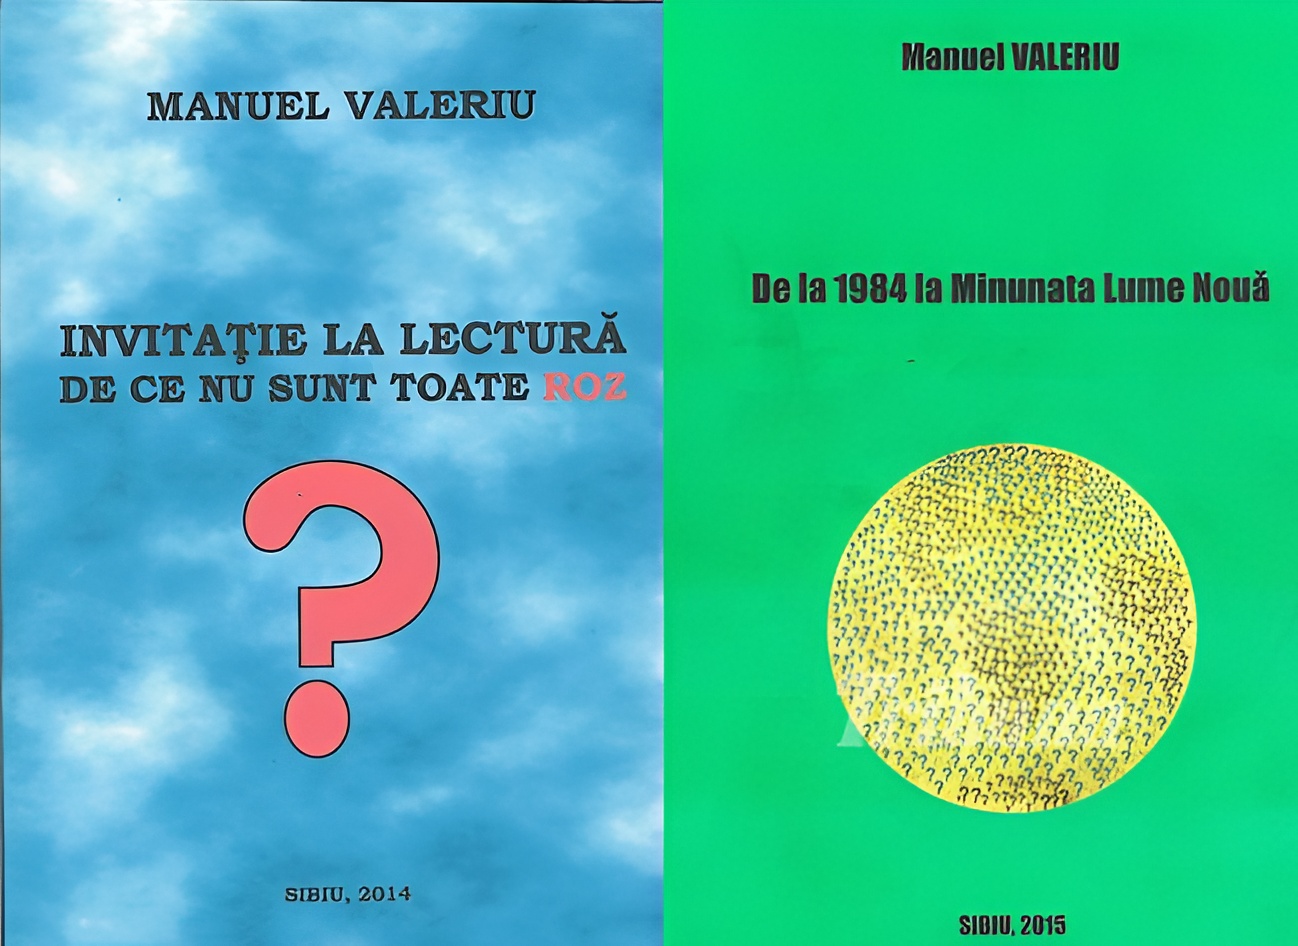 MANUEL VALERIU
INVITAŢIE LA LECTURĂ
DE CE NU SUNT TOATE ROZ
?
SIBIU, 2014
Manuel VALERIU
De la 1984 la Minunata Lume Nouă
SIBIU, 2015